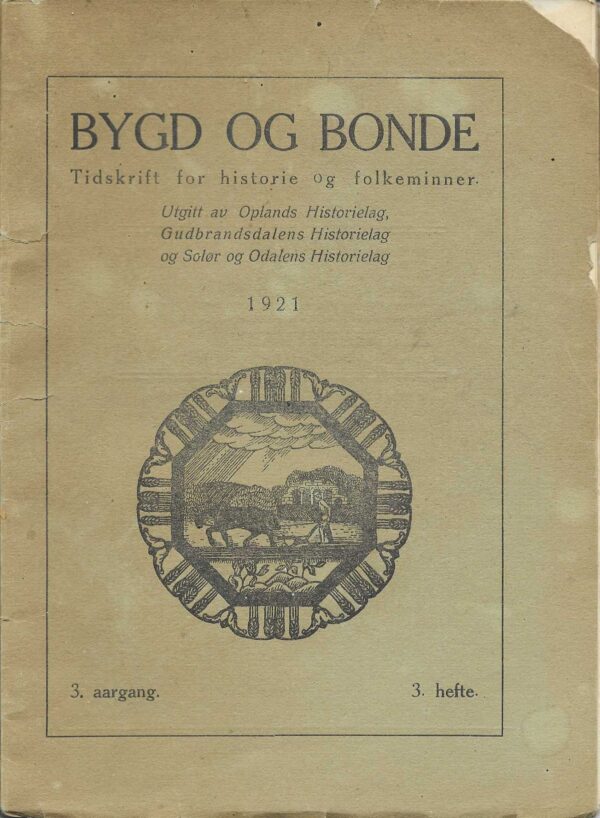 BYGD OG BONDE
Tidskrift for historie og folkeminner.
Utgitt av Oplands Historielag,
Gudbrandsdalens Historielag
og Solør og Odalens Historielag
1921
3. aargang. 3. hefte.